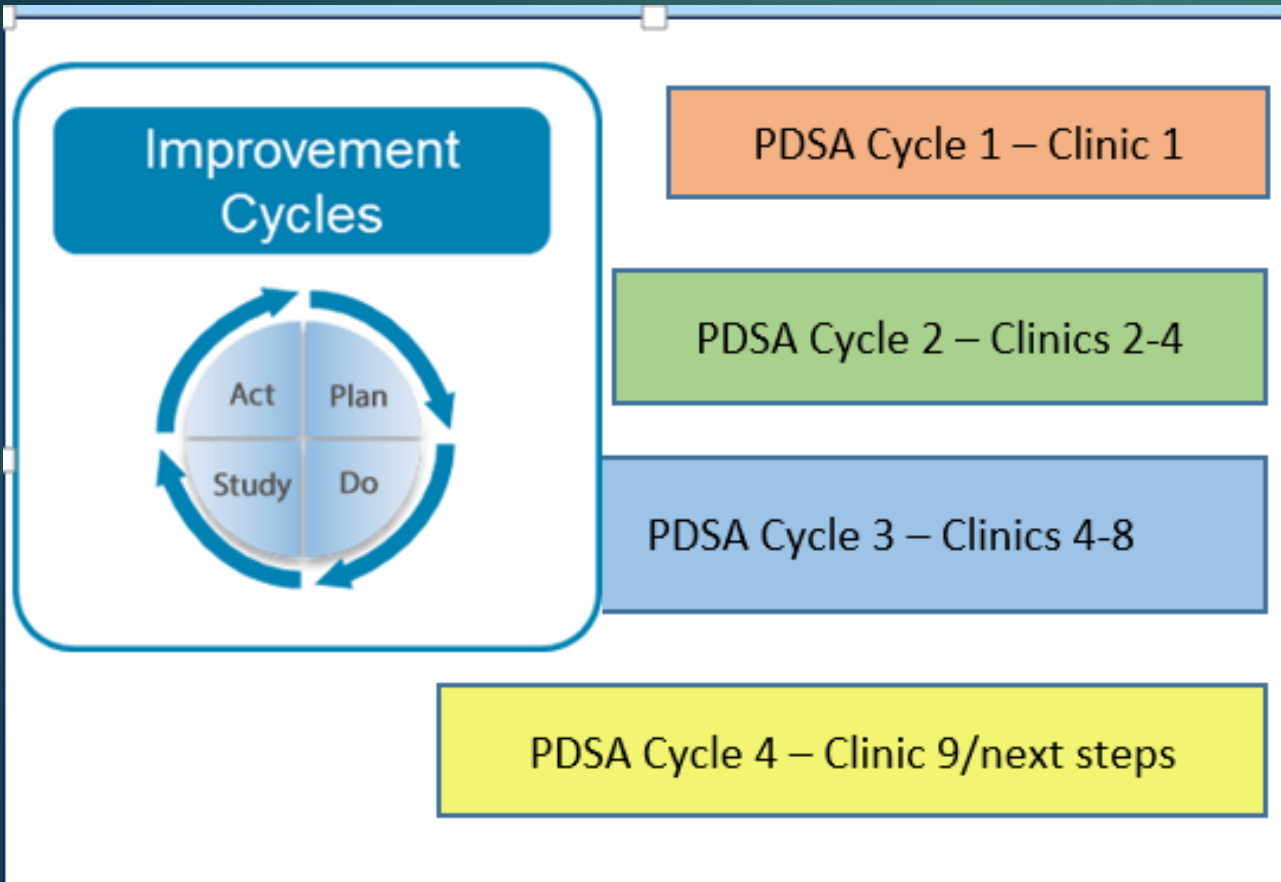 Improvement
Cycles
Act
Plan
Study
Do
PDSA Cycle 1 – Clinic 1
PDSA Cycle 2 – Clinics 2-4
PDSA Cycle 3 – Clinics 4-8
PDSA Cycle 4 – Clinic 9/next steps